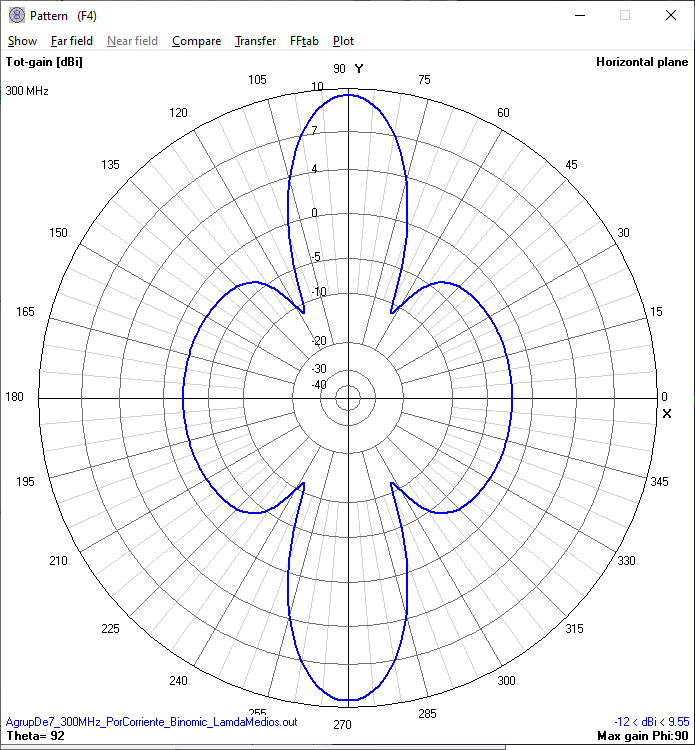 Pattern (F4)
Show Far field Near field Compare Transfer FFtab Plot
Tot-gain [dBi] Horizontal plane
300 MHz
90 Y
105 75
120 60
135 45
150 30
165 15
180 0
X
195 345
210 330
225 315
240 300
255 285
270
10
7
4
0
-5
-10
-20
-30
-40
AgrupDe7_300MHz_PorCorriente_Binomic_LamdaMedios.out -12 < dBi < 9.55
Theta= 92 Max gain Phi:90